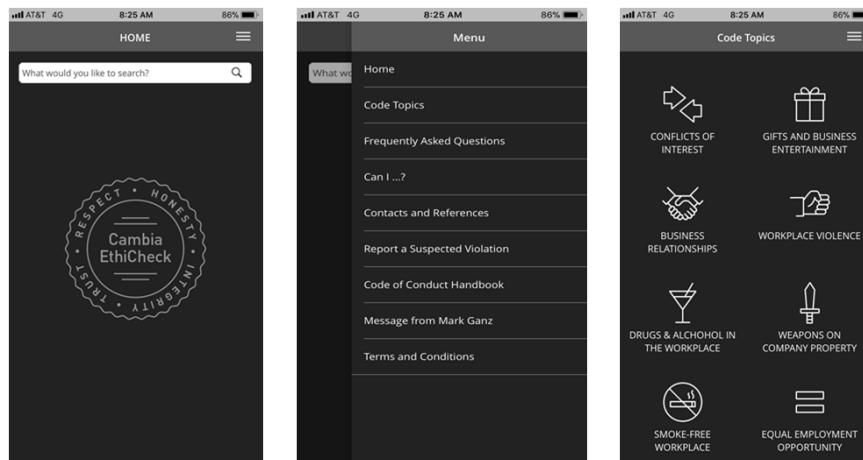 AT&T 4G 8:25 AM 86%
HOME
What would you like to search?
RESPECT • HONESTY • INTEGRITY • TRUST •
Cambia
EthiCheck
AT&T 4G 8:25 AM 86%
Menu
What wo
Home
Code Topics
Frequently Asked Questions
Can I ...?
Contacts and References
Report a Suspected Violation
Code of Conduct Handbook
Message from Mark Ganz
Terms and Conditions
AT&T 4G 8:25 AM 86%
Code Topics
CONFLICTS OF
INTEREST
GIFTS AND BUSINESS
ENTERTAINMENT
BUSINESS
RELATIONSHIPS
WORKPLACE VIOLENCE
DRUGS & ALCHOHOL IN
THE WORKPLACE
WEAPONS ON
COMPANY PROPERTY
SMOKE-FREE
WORKPLACE
EQUAL EMPLOYMENT
OPPORTUNITY